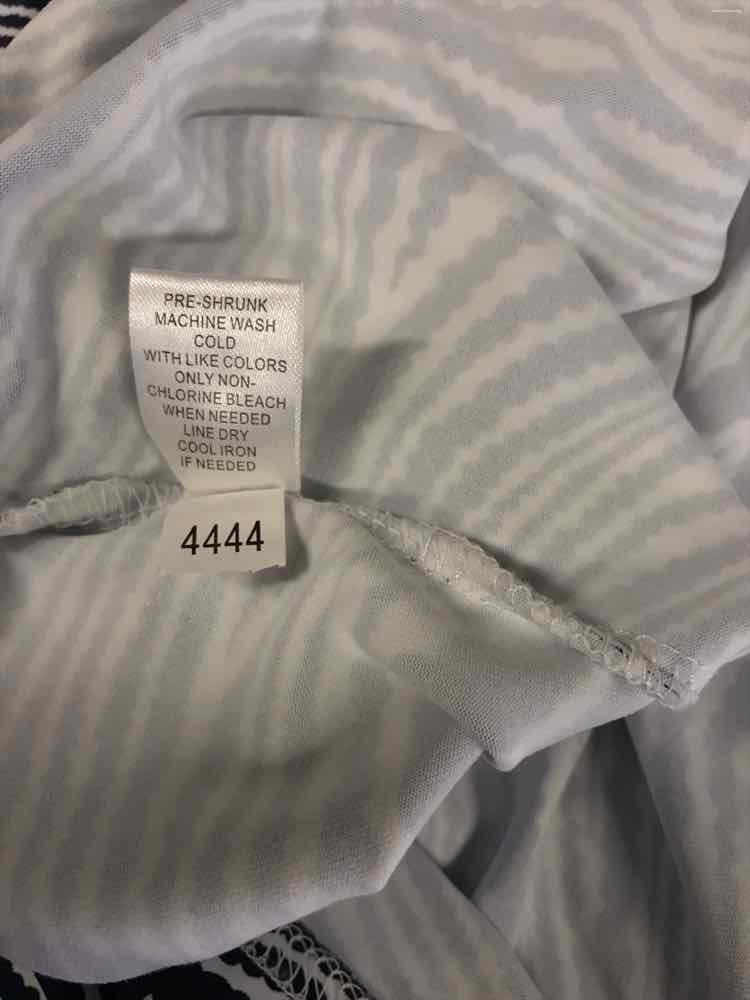 PRE-SHRUNK
MACHINE WASH
COLD
WITH LIKE COLORS
ONLY NON-
CHLORINE BLEACH
WHEN NEEDED
LINE DRY
COOL IRON
IF NEEDED
4444